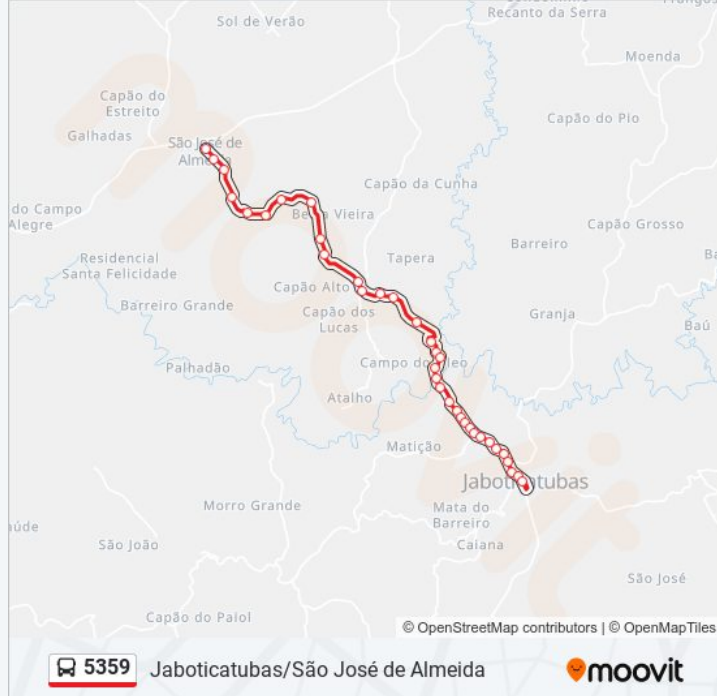 Sol de Verão
Recanto da Serra
Moenda
Capão do
Estreito
Capão do Pio
Galhadas
São José de
Almeida
Capão da Cunha
do Campo
Alegre
Vieira
Capão Grosso
Barreiro
Residencial
Santa Felicidade
Tapera
Capão Alto
Barreiro Grande
Capão dos
Lucas
Granja
Baú
Palhadão
Campo do
Atalho
Matição
Jaboticatubas
Morro Grande
Mata do
Barreiro
São João
Caiana
São José
Capão do Paiol
© OpenStreetMap contributors | © OpenMapTiles
5359 Jaboticatubas/São José de Almeida
moovit